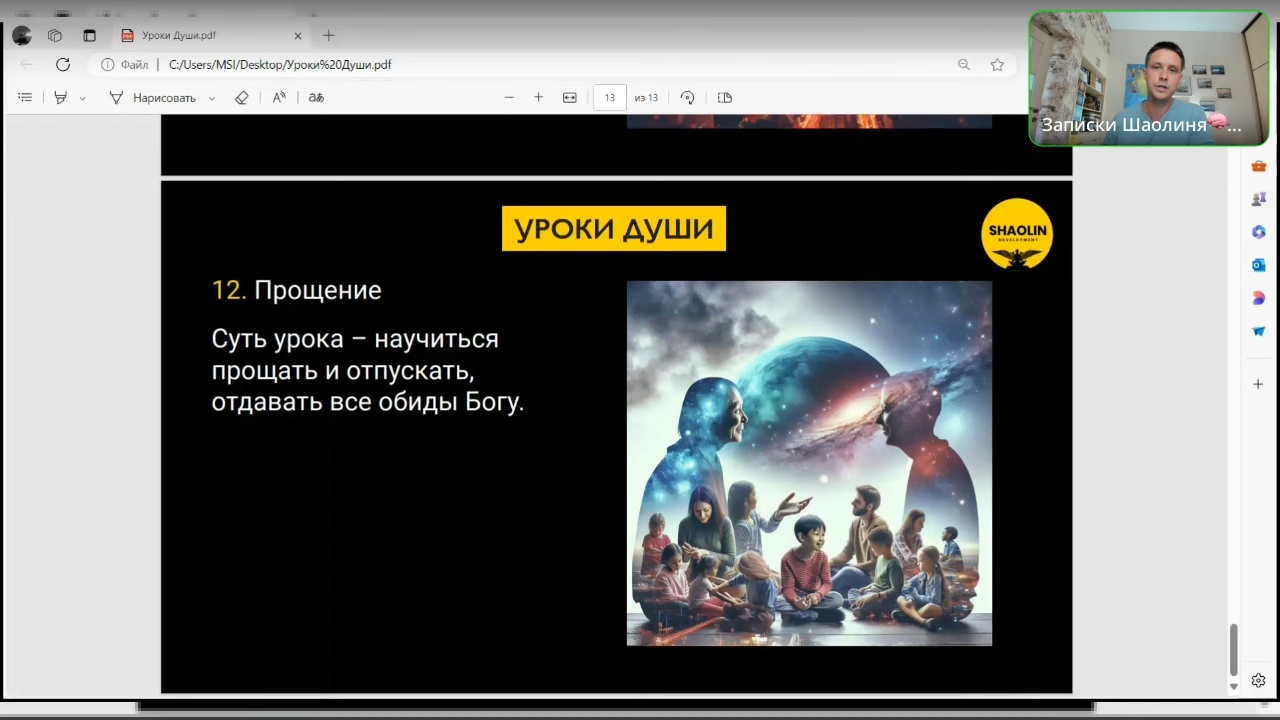 Уроки Души.pdf
Файл
C:/Users/MSI/Desktop/Уроки%20Души.pdf
Нарисовать
13 из 13
Записки Шаолиня ...
УРОКИ ДУШИ
SHAOLIN
DEVELOPMENT
12. Прощение
Суть урока – научиться
прощать и отпускать,
отдавать все обиды Богу.